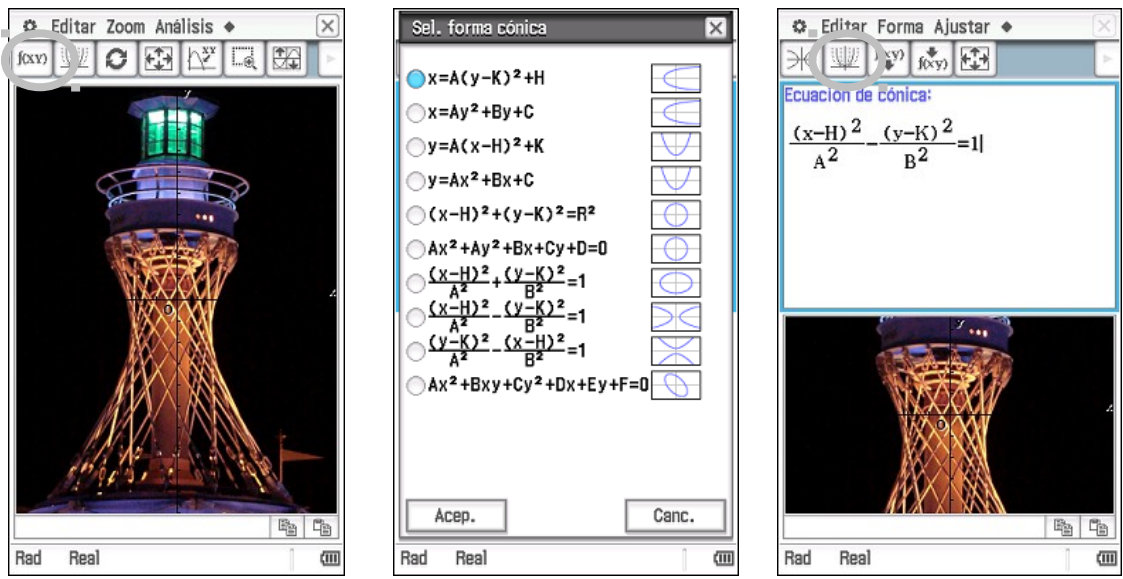 Editar Zoom Análisis ◆
f(XY)
XY
y
o
Rad Real
Sel. forma cónica
x=A(y-K)²+H
x=Ay²+By+C
y=A(x-H)²+K
y=Ax²+Bx+C
(x-H)²+(y-K)²=R²
Ax²+Ay²+Bx+Cy+D=0
(x-H)²/A²+(y-K)²/B²=1
(x-H)²/A²-(y-K)²/B²=1
(y-K)²/A²-(x-H)²/B²=1
Ax²+Bxy+Cy²+Dx+Ey+F=0
Acep. Canc.
Rad Real
Editar Forma Ajustar ◆
f(xy)
Ecuación de cónica:
(x-H)²/A²-(y-K)²/B²=1
y
o
Rad Real